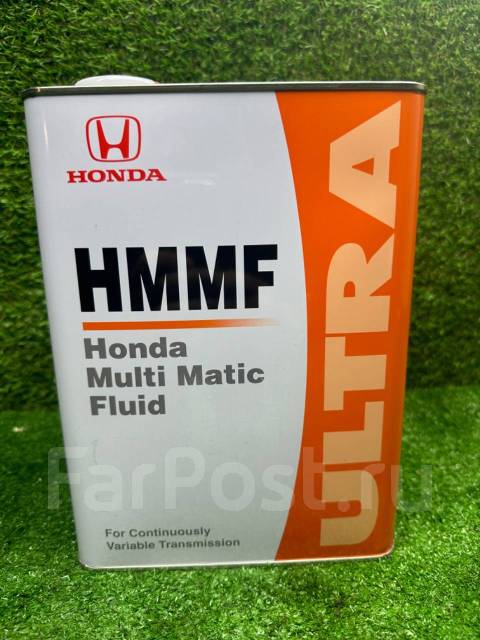 HONDA
HMMF
Honda
Multi Matic
Fluid
For Continuously
Variable Transmission
ULTRA
FarPost.ru